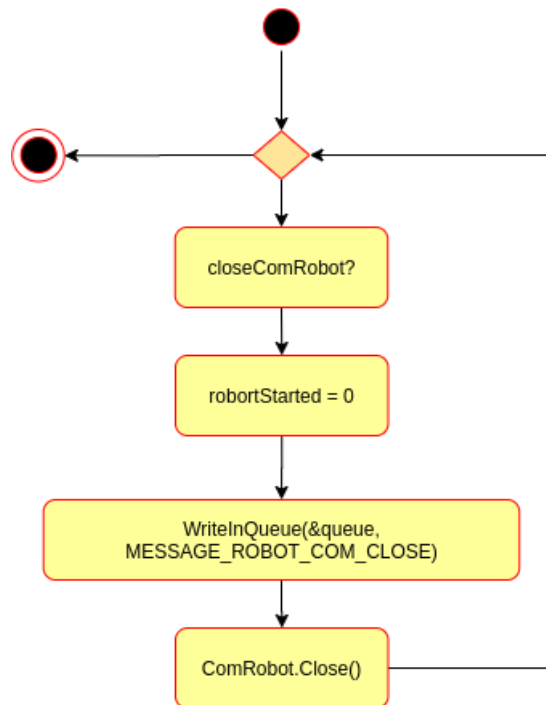 closeComRobot?
robortStarted = 0
WriteInQueue(&queue,
MESSAGE_ROBOT_COM_CLOSE)
ComRobot.Close()